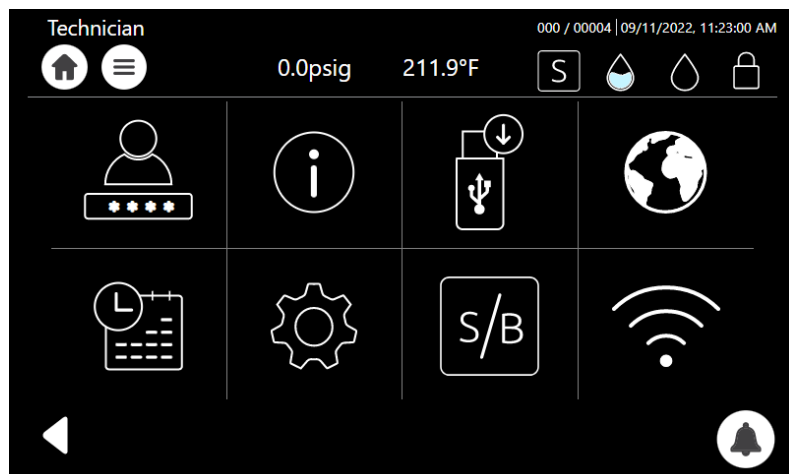 Technician
000 / 00004 | 09/11/2022, 11:23:00 AM
0.0psig 211.9°F S
i
****
S/B